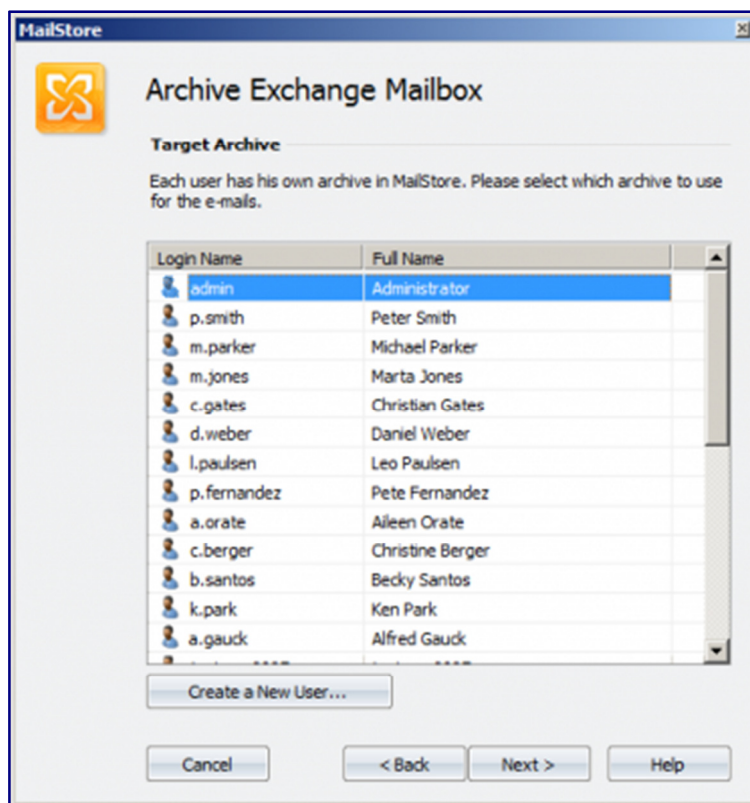 MailStore
Archive Exchange Mailbox
Target Archive
Each user has his own archive in MailStore. Please select which archive to use
for the e-mails.
Login Name Full Name
admin Administrator
p.smith Peter Smith
m.parker Michael Parker
m.jones Marta Jones
c.gates Christian Gates
d.weber Daniel Weber
l.paulsen Leo Paulsen
p.fernandez Pete Fernandez
a.orate Aileen Orate
c.berger Christine Berger
b.santos Becky Santos
k.park Ken Park
a.gauck Alfred Gauck
Create a New User...
Cancel < Back Next > Help